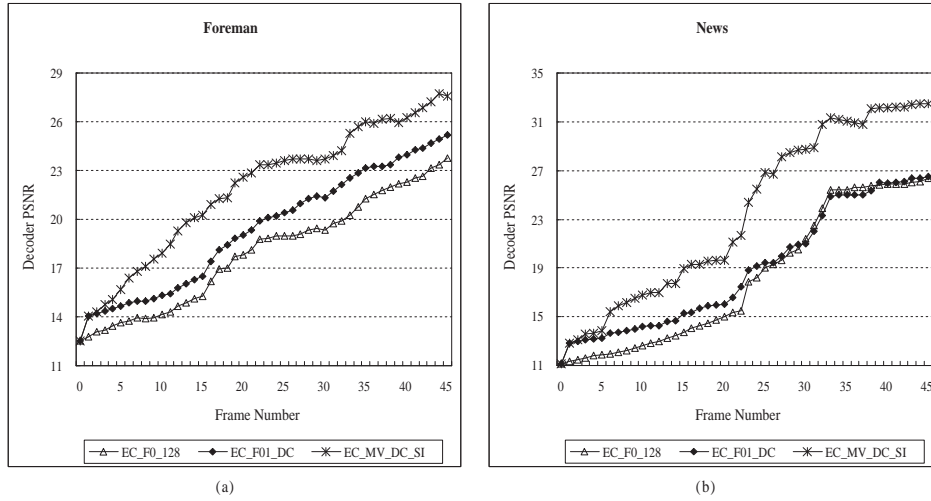 Foreman
Decoder PSNR
29
26
23
20
17
14
11
0 5 10 15 20 25 30 35 40 45
Frame Number
EC_F0_128 EC_F01_DC EC_MV_DC_SI
(a)
News
Decoder PSNR
35
31
27
23
19
15
11
0 5 10 15 20 25 30 35 40 45
Frame Number
EC_F0_128 EC_F01_DC EC_MV_DC_SI
(b)